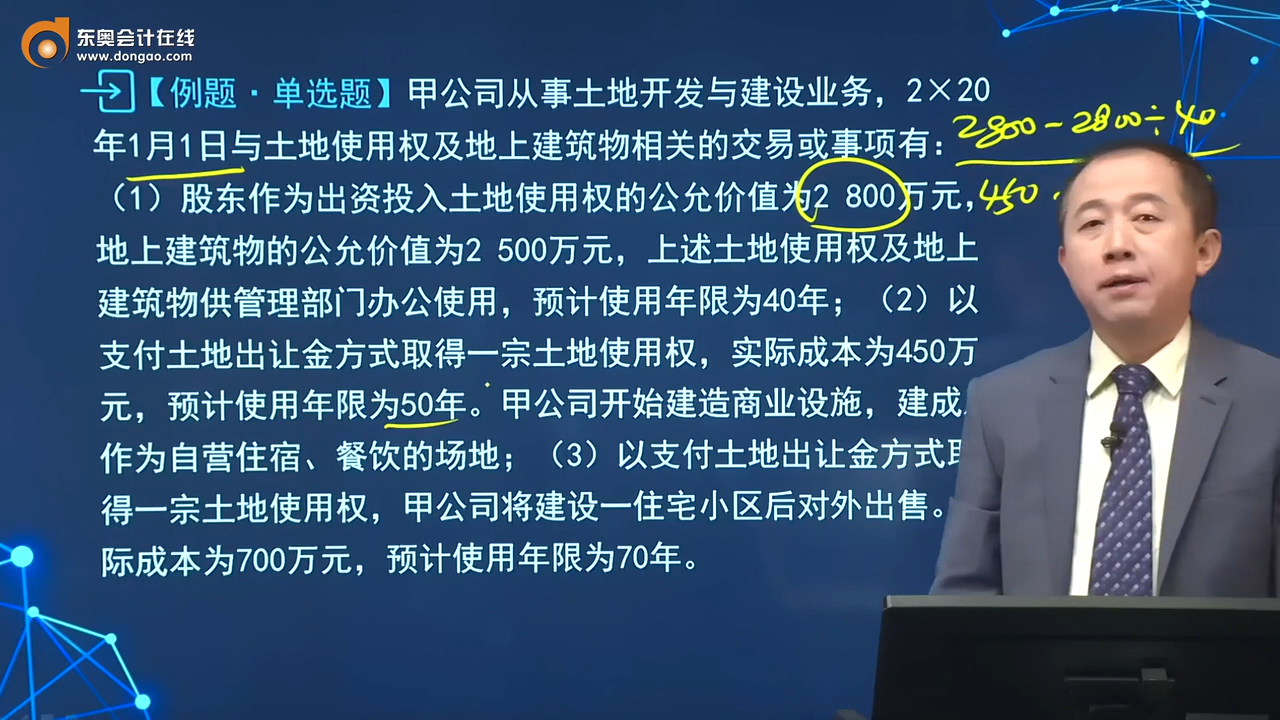 东奥会计在线
www.dongao.com
【例题·单选题】甲公司从事土地开发与建设业务，2×20
年1月1日与土地使用权及地上建筑物相关的交易或事项有：
2800-2800÷40
（1）股东作为出资投入土地使用权的公允价值为2 800万元，
450
地上建筑物的公允价值为2 500万元，上述土地使用权及地上
建筑物供管理部门办公使用，预计使用年限为40年；（2）以
支付土地出让金方式取得一宗土地使用权，实际成本为450万
元，预计使用年限为50年。甲公司开始建造商业设施，建成
作为自营住宿、餐饮的场地；（3）以支付土地出让金方式取
得一宗土地使用权，甲公司将建设一住宅小区后对外出售。
际成本为700万元，预计使用年限为70年。